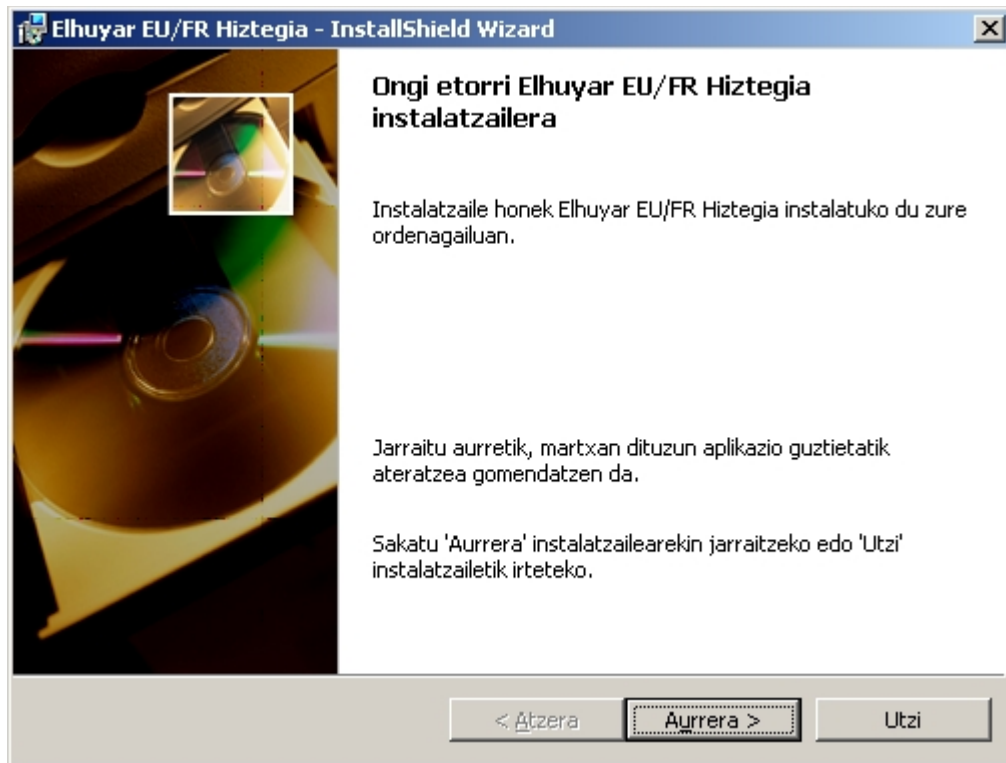 Elhuyar EU/FR Hiztegia - InstallShield Wizard
Ongi etorri Elhuyar EU/FR Hiztegia
instalatzailera
Instalatzaile honek Elhuyar EU/FR Hiztegia instalatuko du zure
ordenagailuan.
Jarraitu aurretik, martxan dituzun aplikazio guztietatik
ateratzea gomendatzen da.
Sakatu 'Aurrera' instalatzailearekin jarraitzeko edo 'Utzi'
instalatzailetik irteteko.
< Atzera Aurrera > Utzi